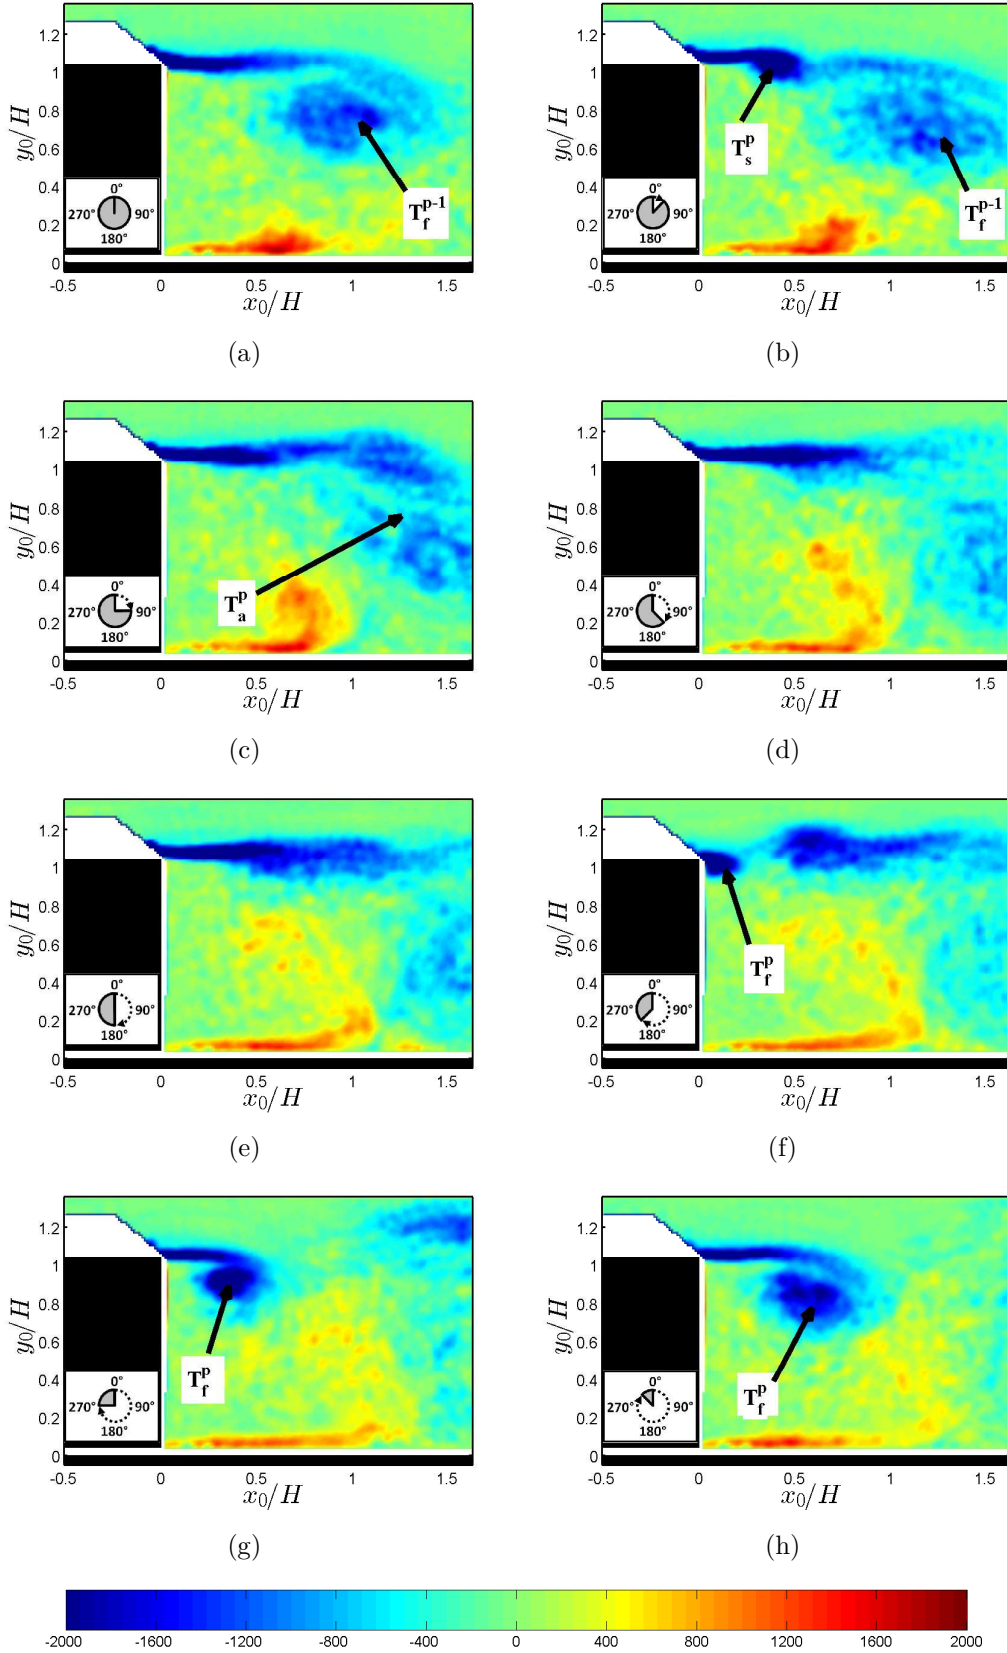 1.2
1
0.8
0.6
0.4
0.2
0
y₀/H
0°
270° 90°
180°
T_f^{p-1}
-0.5 0 0.5 1 1.5
x₀/H
(a)
1.2
1
0.8
0.6
0.4
0.2
0
y₀/H
0°
270° 90°
180°
T_s^p
T_f^{p-1}
-0.5 0 0.5 1 1.5
x₀/H
(b)
1.2
1
0.8
0.6
0.4
0.2
0
y₀/H
0°
270° 90°
180°
T_a^p
-0.5 0 0.5 1 1.5
x₀/H
(c)
1.2
1
0.8
0.6
0.4
0.2
0
y₀/H
0°
270° 90°
180°
-0.5 0 0.5 1 1.5
x₀/H
(d)
1.2
1
0.8
0.6
0.4
0.2
0
y₀/H
0°
270° 90°
180°
-0.5 0 0.5 1 1.5
x₀/H
(e)
1.2
1
0.8
0.6
0.4
0.2
0
y₀/H
0°
270° 90°
180°
T_f^p
-0.5 0 0.5 1 1.5
x₀/H
(f)
1.2
1
0.8
0.6
0.4
0.2
0
y₀/H
0°
270° 90°
180°
T_f^p
-0.5 0 0.5 1 1.5
x₀/H
(g)
1.2
1
0.8
0.6
0.4
0.2
0
y₀/H
0°
270° 90°
180°
T_f^p
-0.5 0 0.5 1 1.5
x₀/H
(h)
-2000 -1600 -1200 -800 -400 0 400 800 1200 1600 2000